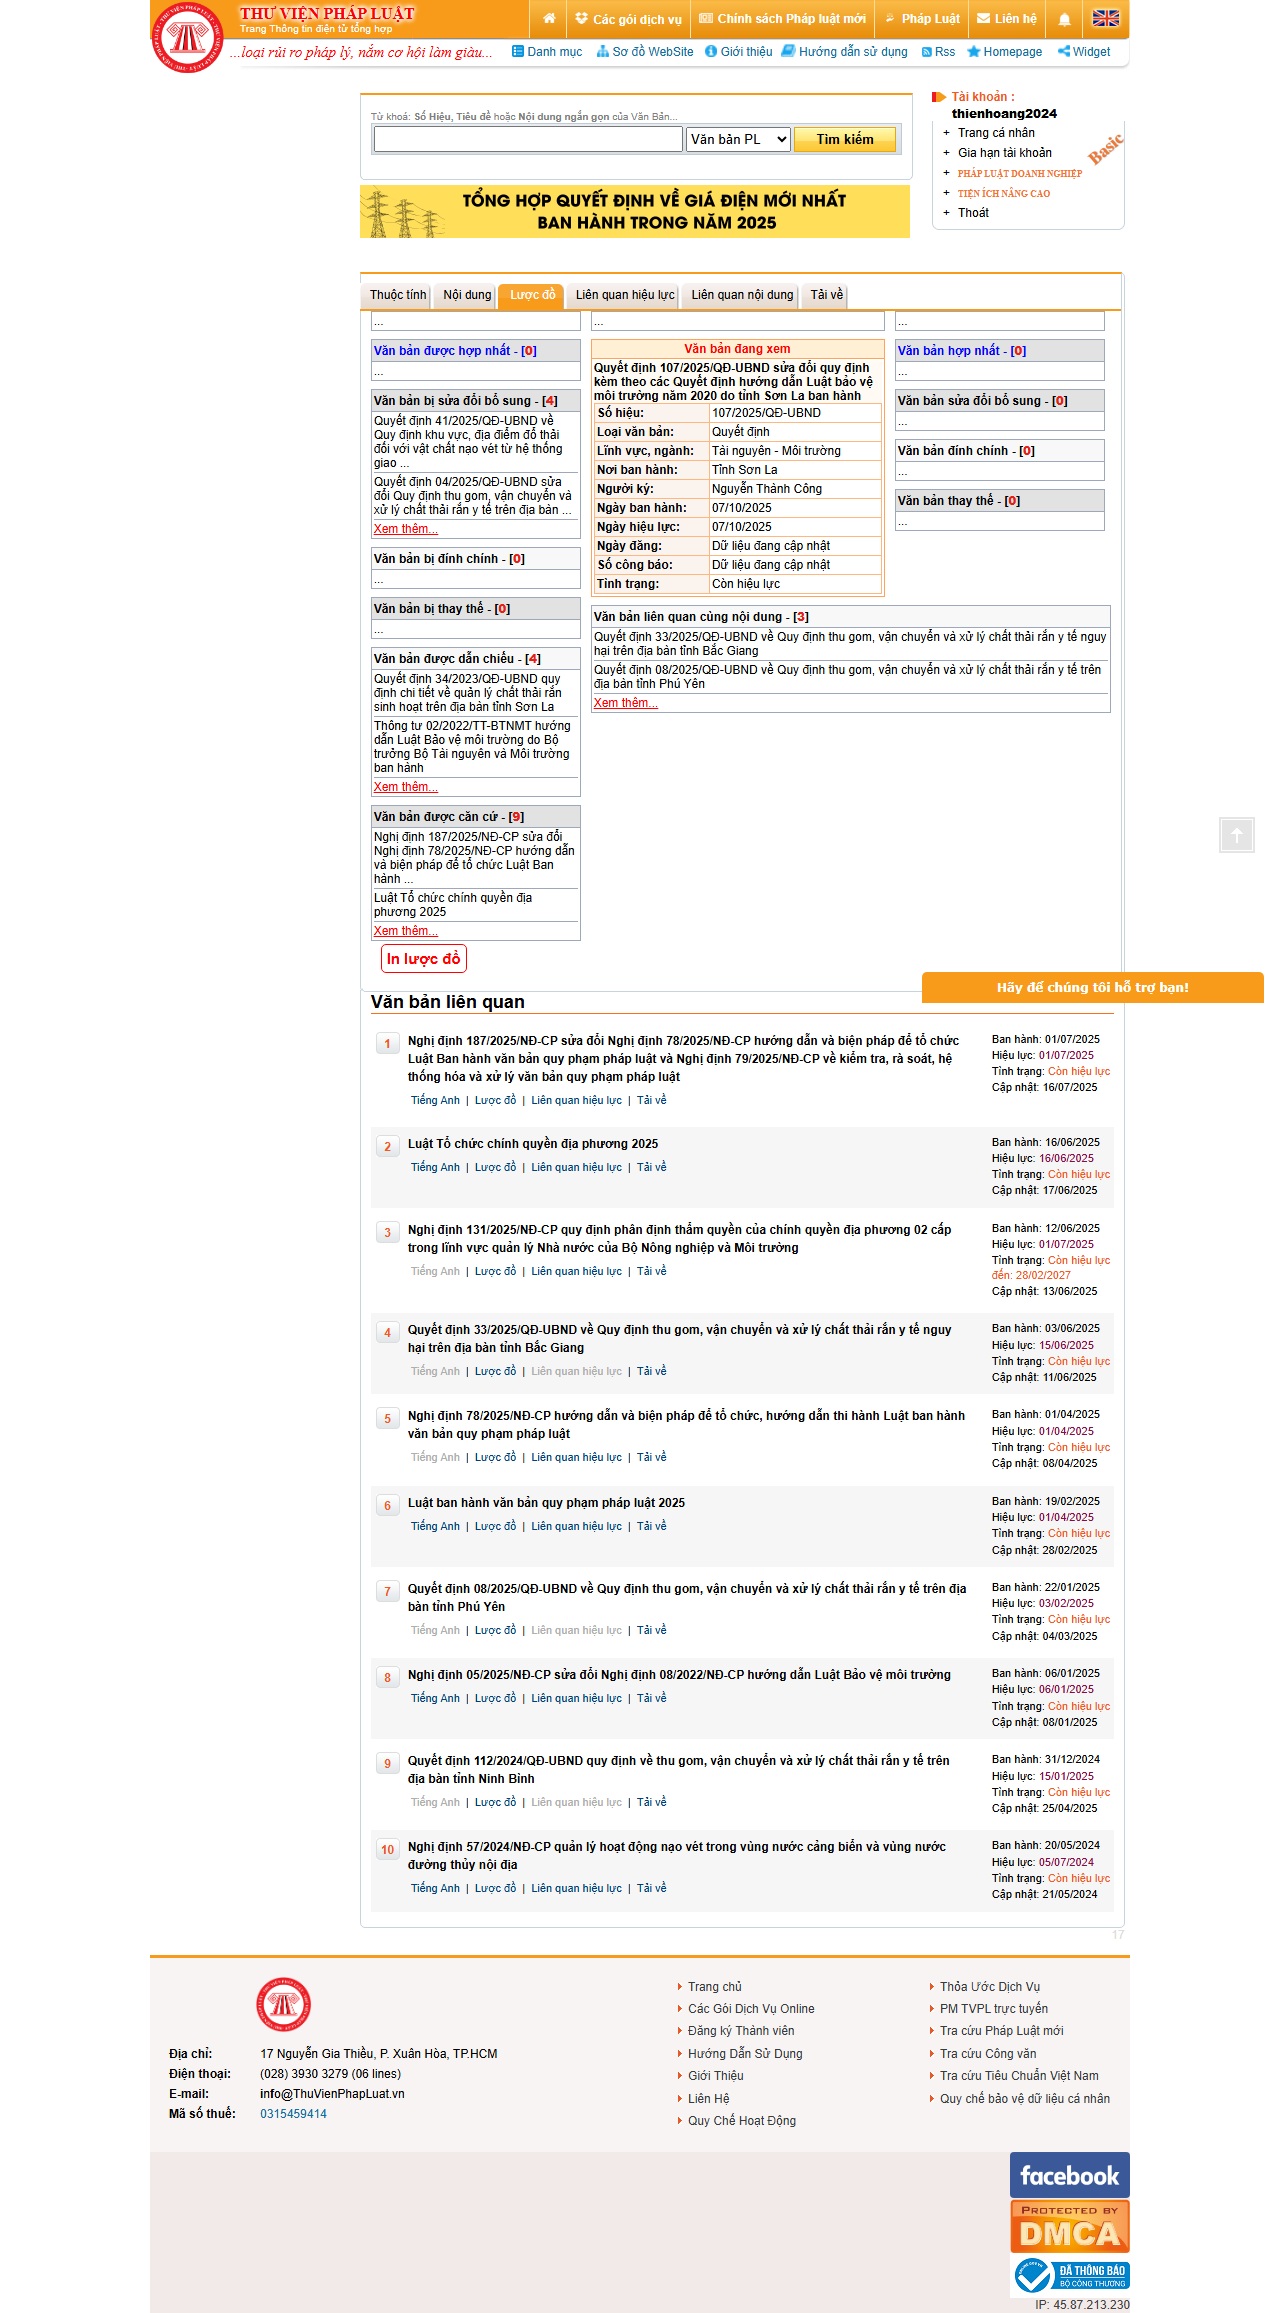 THƯ VIỆN PHÁP LUẬT
Trang Thông tin điện tử tổng hợp
Các gói dịch vụ
Chính sách Pháp luật mới
Pháp Luật
Liên hệ
...loại rủi ro pháp lý, nắm cơ hội làm giàu...
Danh mục
Sơ đồ WebSite
Giới thiệu
Hướng dẫn sử dụng
Rss
Homepage
Widget
Từ khoá: Số Hiệu, Tiêu đề hoặc Nội dung ngắn gọn của Văn Bản...
Văn bản PL
Tìm kiếm
TỔNG HỢP QUYẾT ĐỊNH VỀ GIÁ ĐIỆN MỚI NHẤT
BAN HÀNH TRONG NĂM 2025
Tài khoản :
thienhoang2024
+ Trang cá nhân
+ Gia hạn tài khoản
+ PHÁP LUẬT DOANH NGHIỆP
+ TIỆN ÍCH NÂNG CAO
+ Thoát
Basic
Thuộc tính
Nội dung
Lược đồ
Liên quan hiệu lực
Liên quan nội dung
Tải về
...
Văn bản được hợp nhất - [0]
...
Văn bản bị sửa đổi bổ sung - [4]
Quyết định 41/2025/QĐ-UBND về
Quy định khu vực, địa điểm đổ thải
đối với vật chất nạo vét từ hệ thống
giao ...
Quyết định 04/2025/QĐ-UBND sửa
đổi Quy định thu gom, vận chuyển và
xử lý chất thải rắn y tế trên địa bàn ...
Xem thêm...
Văn bản bị đính chính - [0]
...
Văn bản bị thay thế - [0]
...
Văn bản được dẫn chiếu - [4]
Quyết định 34/2023/QĐ-UBND quy
định chi tiết về quản lý chất thải rắn
sinh hoạt trên địa bàn tỉnh Sơn La
Thông tư 02/2022/TT-BTNMT hướng
dẫn Luật Bảo vệ môi trường do Bộ
trưởng Bộ Tài nguyên và Môi trường
ban hành
Xem thêm...
Văn bản được căn cứ - [9]
Nghị định 187/2025/NĐ-CP sửa đổi
Nghị định 78/2025/NĐ-CP hướng dẫn
và biện pháp để tổ chức Luật Ban
hành ...
Luật Tổ chức chính quyền địa
phương 2025
Xem thêm...
In lược đồ
...
Văn bản đang xem
Quyết định 107/2025/QĐ-UBND sửa đổi quy định
kèm theo các Quyết định hướng dẫn Luật bảo vệ
môi trường năm 2020 do tỉnh Sơn La ban hành
Số hiệu: 107/2025/QĐ-UBND
Loại văn bản: Quyết định
Lĩnh vực, ngành: Tài nguyên - Môi trường
Nơi ban hành: Tỉnh Sơn La
Người ký: Nguyễn Thành Công
Ngày ban hành: 07/10/2025
Ngày hiệu lực: 07/10/2025
Ngày đăng: Dữ liệu đang cập nhật
Số công báo: Dữ liệu đang cập nhật
Tình trạng: Còn hiệu lực
...
Văn bản hợp nhất - [0]
...
Văn bản sửa đổi bổ sung - [0]
...
Văn bản đính chính - [0]
...
Văn bản thay thế - [0]
...
Văn bản liên quan cùng nội dung - [3]
Quyết định 33/2025/QĐ-UBND về Quy định thu gom, vận chuyển và xử lý chất thải rắn y tế nguy
hại trên địa bàn tỉnh Bắc Giang
Quyết định 08/2025/QĐ-UBND về Quy định thu gom, vận chuyển và xử lý chất thải rắn y tế trên
địa bàn tỉnh Phú Yên
Xem thêm...
Hãy để chúng tôi hỗ trợ bạn!
Văn bản liên quan
1
Nghị định 187/2025/NĐ-CP sửa đổi Nghị định 78/2025/NĐ-CP hướng dẫn và biện pháp để tổ chức
Luật Ban hành văn bản quy phạm pháp luật và Nghị định 79/2025/NĐ-CP về kiểm tra, rà soát, hệ
thống hóa và xử lý văn bản quy phạm pháp luật
Tiếng Anh | Lược đồ | Liên quan hiệu lực | Tải về
Ban hành: 01/07/2025
Hiệu lực: 01/07/2025
Tình trạng: Còn hiệu lực
Cập nhật: 16/07/2025
2
Luật Tổ chức chính quyền địa phương 2025
Tiếng Anh | Lược đồ | Liên quan hiệu lực | Tải về
Ban hành: 16/06/2025
Hiệu lực: 16/06/2025
Tình trạng: Còn hiệu lực
Cập nhật: 17/06/2025
3
Nghị định 131/2025/NĐ-CP quy định phân định thẩm quyền của chính quyền địa phương 02 cấp
trong lĩnh vực quản lý Nhà nước của Bộ Nông nghiệp và Môi trường
Tiếng Anh | Lược đồ | Liên quan hiệu lực | Tải về
Ban hành: 12/06/2025
Hiệu lực: 01/07/2025
Tình trạng: Còn hiệu lực
đến: 28/02/2027
Cập nhật: 13/06/2025
4
Quyết định 33/2025/QĐ-UBND về Quy định thu gom, vận chuyển và xử lý chất thải rắn y tế nguy
hại trên địa bàn tỉnh Bắc Giang
Tiếng Anh | Lược đồ | Liên quan hiệu lực | Tải về
Ban hành: 03/06/2025
Hiệu lực: 15/06/2025
Tình trạng: Còn hiệu lực
Cập nhật: 11/06/2025
5
Nghị định 78/2025/NĐ-CP hướng dẫn và biện pháp để tổ chức, hướng dẫn thi hành Luật ban hành
văn bản quy phạm pháp luật
Tiếng Anh | Lược đồ | Liên quan hiệu lực | Tải về
Ban hành: 01/04/2025
Hiệu lực: 01/04/2025
Tình trạng: Còn hiệu lực
Cập nhật: 08/04/2025
6
Luật ban hành văn bản quy phạm pháp luật 2025
Tiếng Anh | Lược đồ | Liên quan hiệu lực | Tải về
Ban hành: 19/02/2025
Hiệu lực: 01/04/2025
Tình trạng: Còn hiệu lực
Cập nhật: 28/02/2025
7
Quyết định 08/2025/QĐ-UBND về Quy định thu gom, vận chuyển và xử lý chất thải rắn y tế trên địa
bàn tỉnh Phú Yên
Tiếng Anh | Lược đồ | Liên quan hiệu lực | Tải về
Ban hành: 22/01/2025
Hiệu lực: 03/02/2025
Tình trạng: Còn hiệu lực
Cập nhật: 04/03/2025
8
Nghị định 05/2025/NĐ-CP sửa đổi Nghị định 08/2022/NĐ-CP hướng dẫn Luật Bảo vệ môi trường
Tiếng Anh | Lược đồ | Liên quan hiệu lực | Tải về
Ban hành: 06/01/2025
Hiệu lực: 06/01/2025
Tình trạng: Còn hiệu lực
Cập nhật: 08/01/2025
9
Quyết định 112/2024/QĐ-UBND quy định về thu gom, vận chuyển và xử lý chất thải rắn y tế trên
địa bàn tỉnh Ninh Bình
Tiếng Anh | Lược đồ | Liên quan hiệu lực | Tải về
Ban hành: 31/12/2024
Hiệu lực: 15/01/2025
Tình trạng: Còn hiệu lực
Cập nhật: 25/04/2025
10
Nghị định 57/2024/NĐ-CP quản lý hoạt động nạo vét trong vùng nước cảng biển và vùng nước
đường thủy nội địa
Tiếng Anh | Lược đồ | Liên quan hiệu lực | Tải về
Ban hành: 20/05/2024
Hiệu lực: 05/07/2024
Tình trạng: Còn hiệu lực
Cập nhật: 21/05/2024
17
Địa chỉ: 17 Nguyễn Gia Thiều, P. Xuân Hòa, TP.HCM
Điện thoại: (028) 3930 3279 (06 lines)
E-mail: info@ThuVienPhapLuat.vn
Mã số thuế: 0315459414
Trang chủ
Các Gói Dịch Vụ Online
Đăng ký Thành viên
Hướng Dẫn Sử Dụng
Giới Thiệu
Liên Hệ
Quy Chế Hoạt Động
Thỏa Ước Dịch Vụ
PM TVPL trực tuyến
Tra cứu Pháp Luật mới
Tra cứu Công văn
Tra cứu Tiêu Chuẩn Việt Nam
Quy chế bảo vệ dữ liệu cá nhân
facebook
PROTECTED BY
DMCA
ĐÃ THÔNG BÁO
BỘ CÔNG THƯƠNG
IP: 45.87.213.230